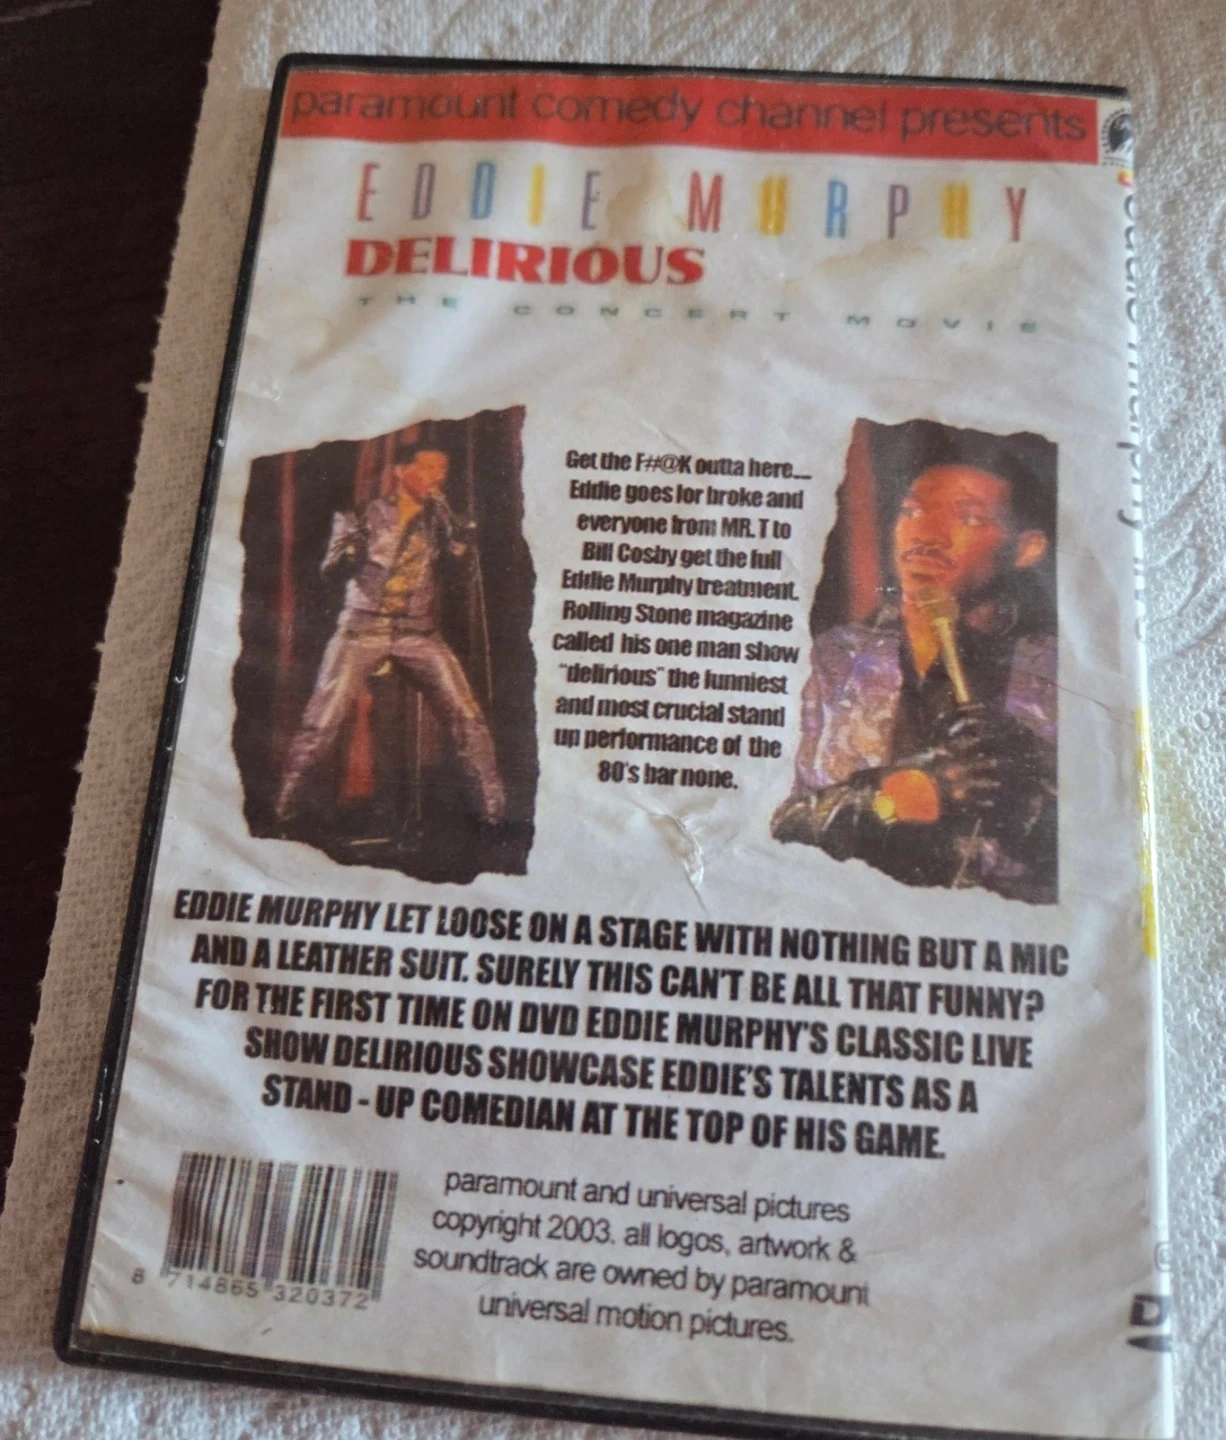 paramount comedy channel presents
EDDIE MURPHY
DELIRIOUS
THE CONCERT MOVIE
Get the F##@K outta here....
Eddie goes for broke and
everyone from MR. T to
Bill Cosby get the full
Eddie Murphy treatment.
Rolling Stone magazine
called his one man show
"delirious" the funniest
and most crucial stand
up performance of the
80's bar none.
EDDIE MURPHY LET LOOSE ON A STAGE WITH NOTHING BUT A MIC
AND A LEATHER SUIT. SURELY THIS CAN'T BE ALL THAT FUNNY?
FOR THE FIRST TIME ON DVD EDDIE MURPHY'S CLASSIC LIVE
SHOW DELIRIOUS SHOWCASE EDDIE'S TALENTS AS A
STAND - UP COMEDIAN AT THE TOP OF HIS GAME.
paramount and universal pictures
copyright 2003. all logos, artwork &
soundtrack are owned by paramount
universal motion pictures.
8 714865 320372